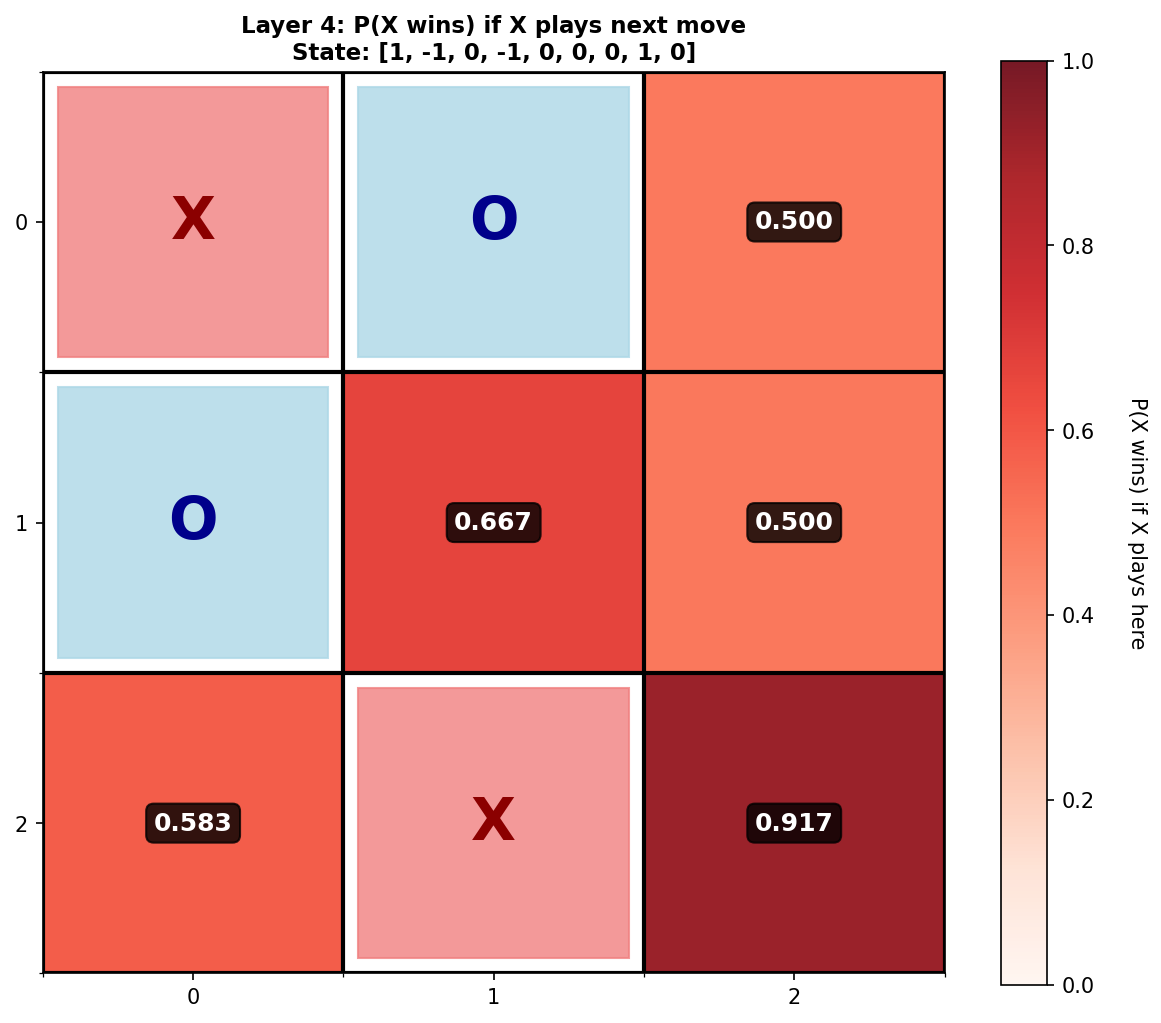 Layer 4: P(X wins) if X plays next move
State: [1, -1, 0, -1, 0, 0, 0, 1, 0]
0
X
O
0.500
1
O
0.667
0.500
2
0.583
X
0.917
0
1
2
1.0
0.8
0.6
0.4
0.2
0.0
P(X wins) if X plays here